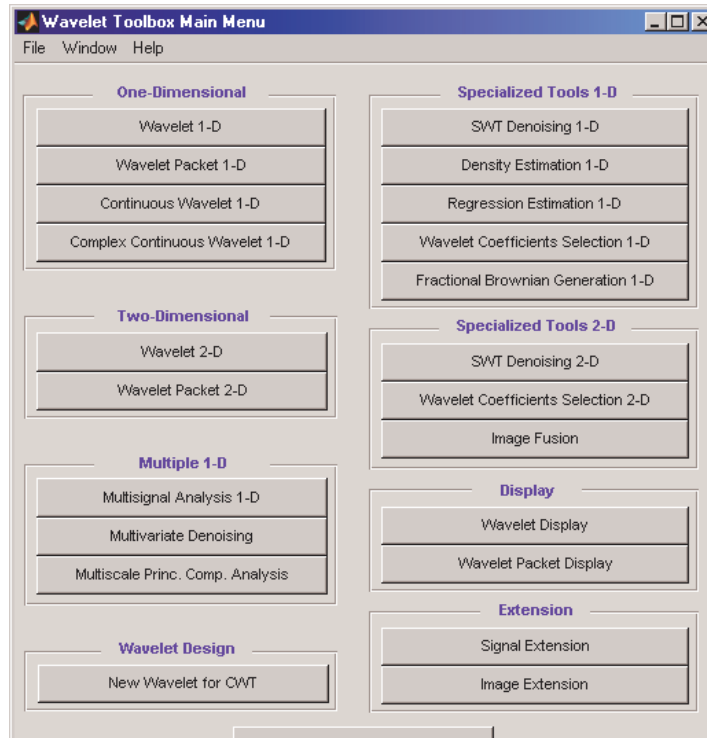 Wavelet Toolbox Main Menu
File Window Help
One-Dimensional
Wavelet 1-D
Wavelet Packet 1-D
Continuous Wavelet 1-D
Complex Continuous Wavelet 1-D
Two-Dimensional
Wavelet 2-D
Wavelet Packet 2-D
Multiple 1-D
Multisignal Analysis 1-D
Multivariate Denoising
Multiscale Princ. Comp. Analysis
Wavelet Design
New Wavelet for CWT
Specialized Tools 1-D
SWT Denoising 1-D
Density Estimation 1-D
Regression Estimation 1-D
Wavelet Coefficients Selection 1-D
Fractional Brownian Generation 1-D
Specialized Tools 2-D
SWT Denoising 2-D
Wavelet Coefficients Selection 2-D
Image Fusion
Display
Wavelet Display
Wavelet Packet Display
Extension
Signal Extension
Image Extension